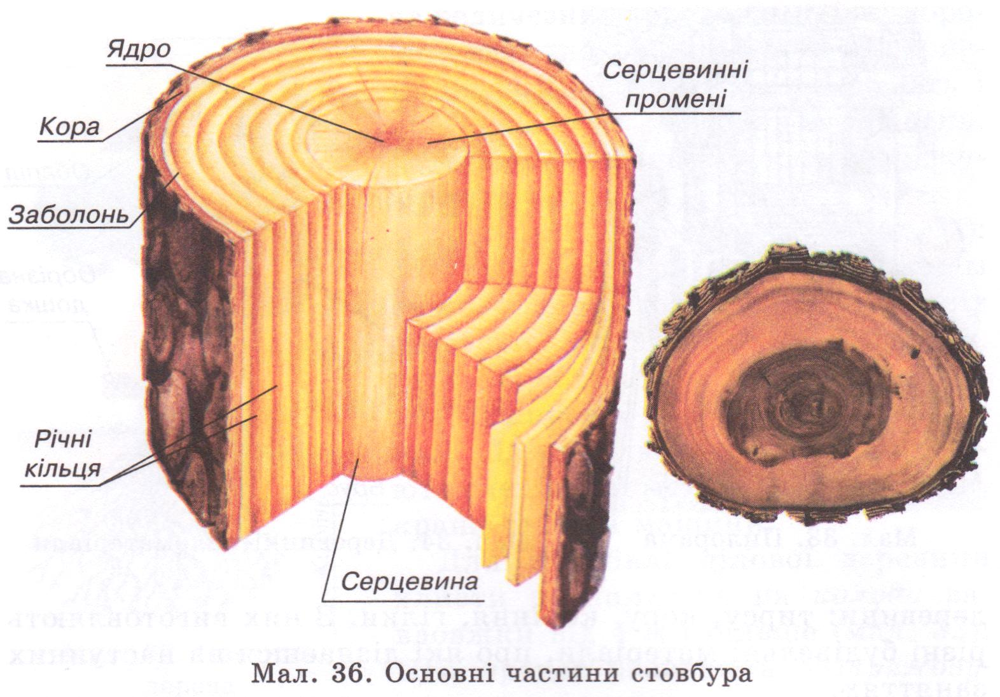 Ядро
Серцевинні
промені
Кора
Заболонь
Річні
кільця
Серцевина
Мал. 36. Основні частини стовбура